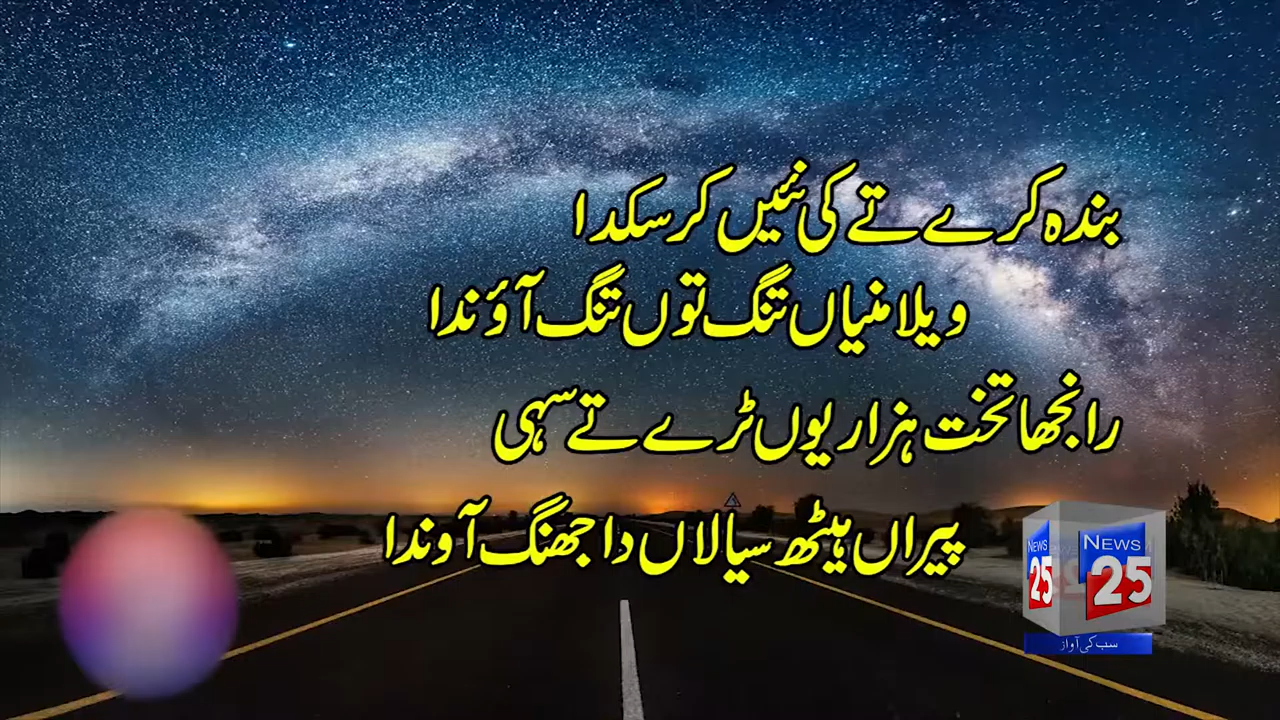 بندہ کرے تے کی نئیں کر سکدا
ویلا منیاں تنگ توں تنگ آؤندا
رانجھا تخت ہزاریوں ٹرے تے سہی
پیراں ہیٹھ سیالاں دا جھنگ آوندا
NEWS 25
NEWS 25
سب کی آواز